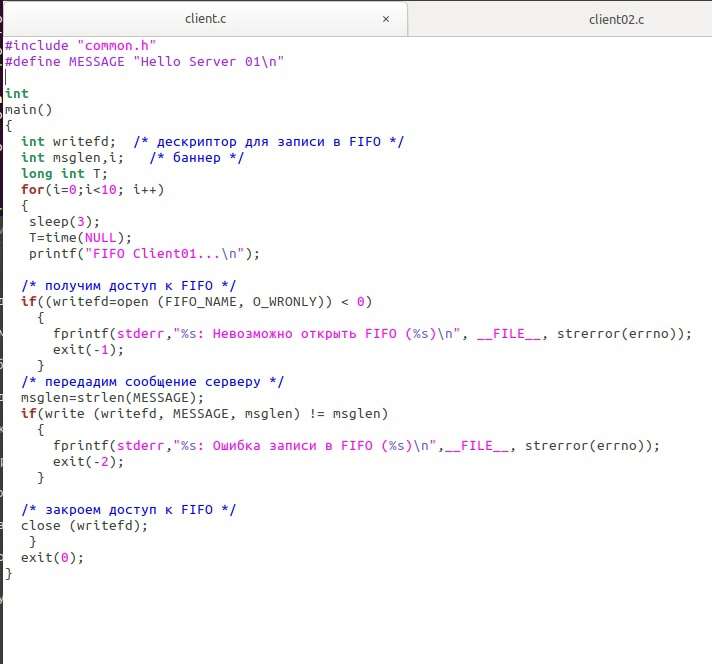 client.c × client02.c
#include "common.h"
#define MESSAGE "Hello Server 01\n"
int
main()
{
int writefd; /* дескриптор для записи в FIFO */
int msglen,i; /* баннер */
long int T;
for(i=0;i<10; i++)
{
sleep(3);
T=time(NULL);
printf("FIFO Client01...\n");
/* получим доступ к FIFO */
if((writefd=open (FIFO_NAME, O_WRONLY)) < 0)
{
fprintf(stderr,"%s: Невозможно открыть FIFO (%s)\n", __FILE__, strerror(errno));
exit(-1);
}
/* передадим сообщение серверу */
msglen=strlen(MESSAGE);
if(write (writefd, MESSAGE, msglen) != msglen)
{
fprintf(stderr,"%s: Ошибка записи в FIFO (%s)\n",__FILE__, strerror(errno));
exit(-2);
}
/* закроем доступ к FIFO */
close (writefd);
}
exit(0);
}